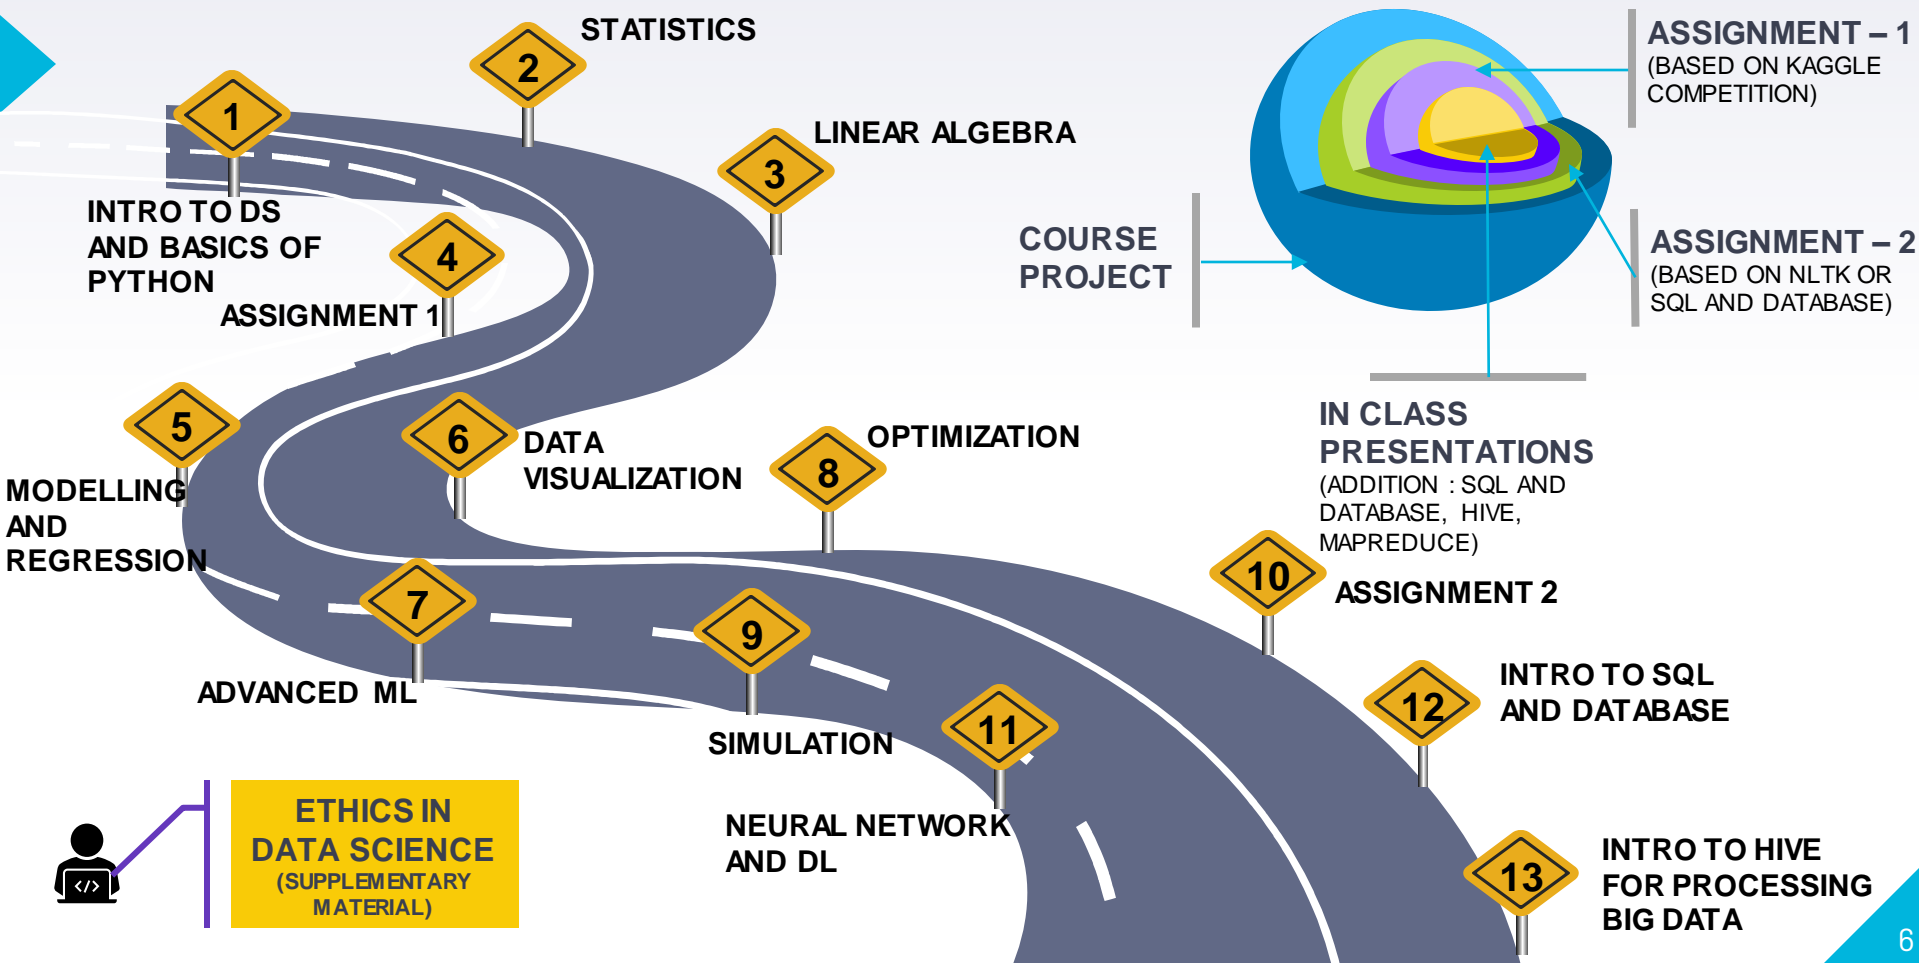 1
INTRO TO DS
AND BASICS OF
PYTHON
2
STATISTICS
3
LINEAR ALGEBRA
4
ASSIGNMENT 1
5
MODELLING
AND
REGRESSION
6
DATA
VISUALIZATION
7
ADVANCED ML
8
OPTIMIZATION
9
SIMULATION
10
ASSIGNMENT 2
11
NEURAL NETWORK
AND DL
12
INTRO TO SQL
AND DATABASE
13
INTRO TO HIVE
FOR PROCESSING
BIG DATA
ASSIGNMENT – 1
(BASED ON KAGGLE
COMPETITION)
COURSE
PROJECT
ASSIGNMENT – 2
(BASED ON NLTK OR
SQL AND DATABASE)
IN CLASS
PRESENTATIONS
(ADDITION : SQL AND
DATABASE, HIVE,
MAPREDUCE)
ETHICS IN
DATA SCIENCE
(SUPPLEMENTARY
MATERIAL)
</>
6